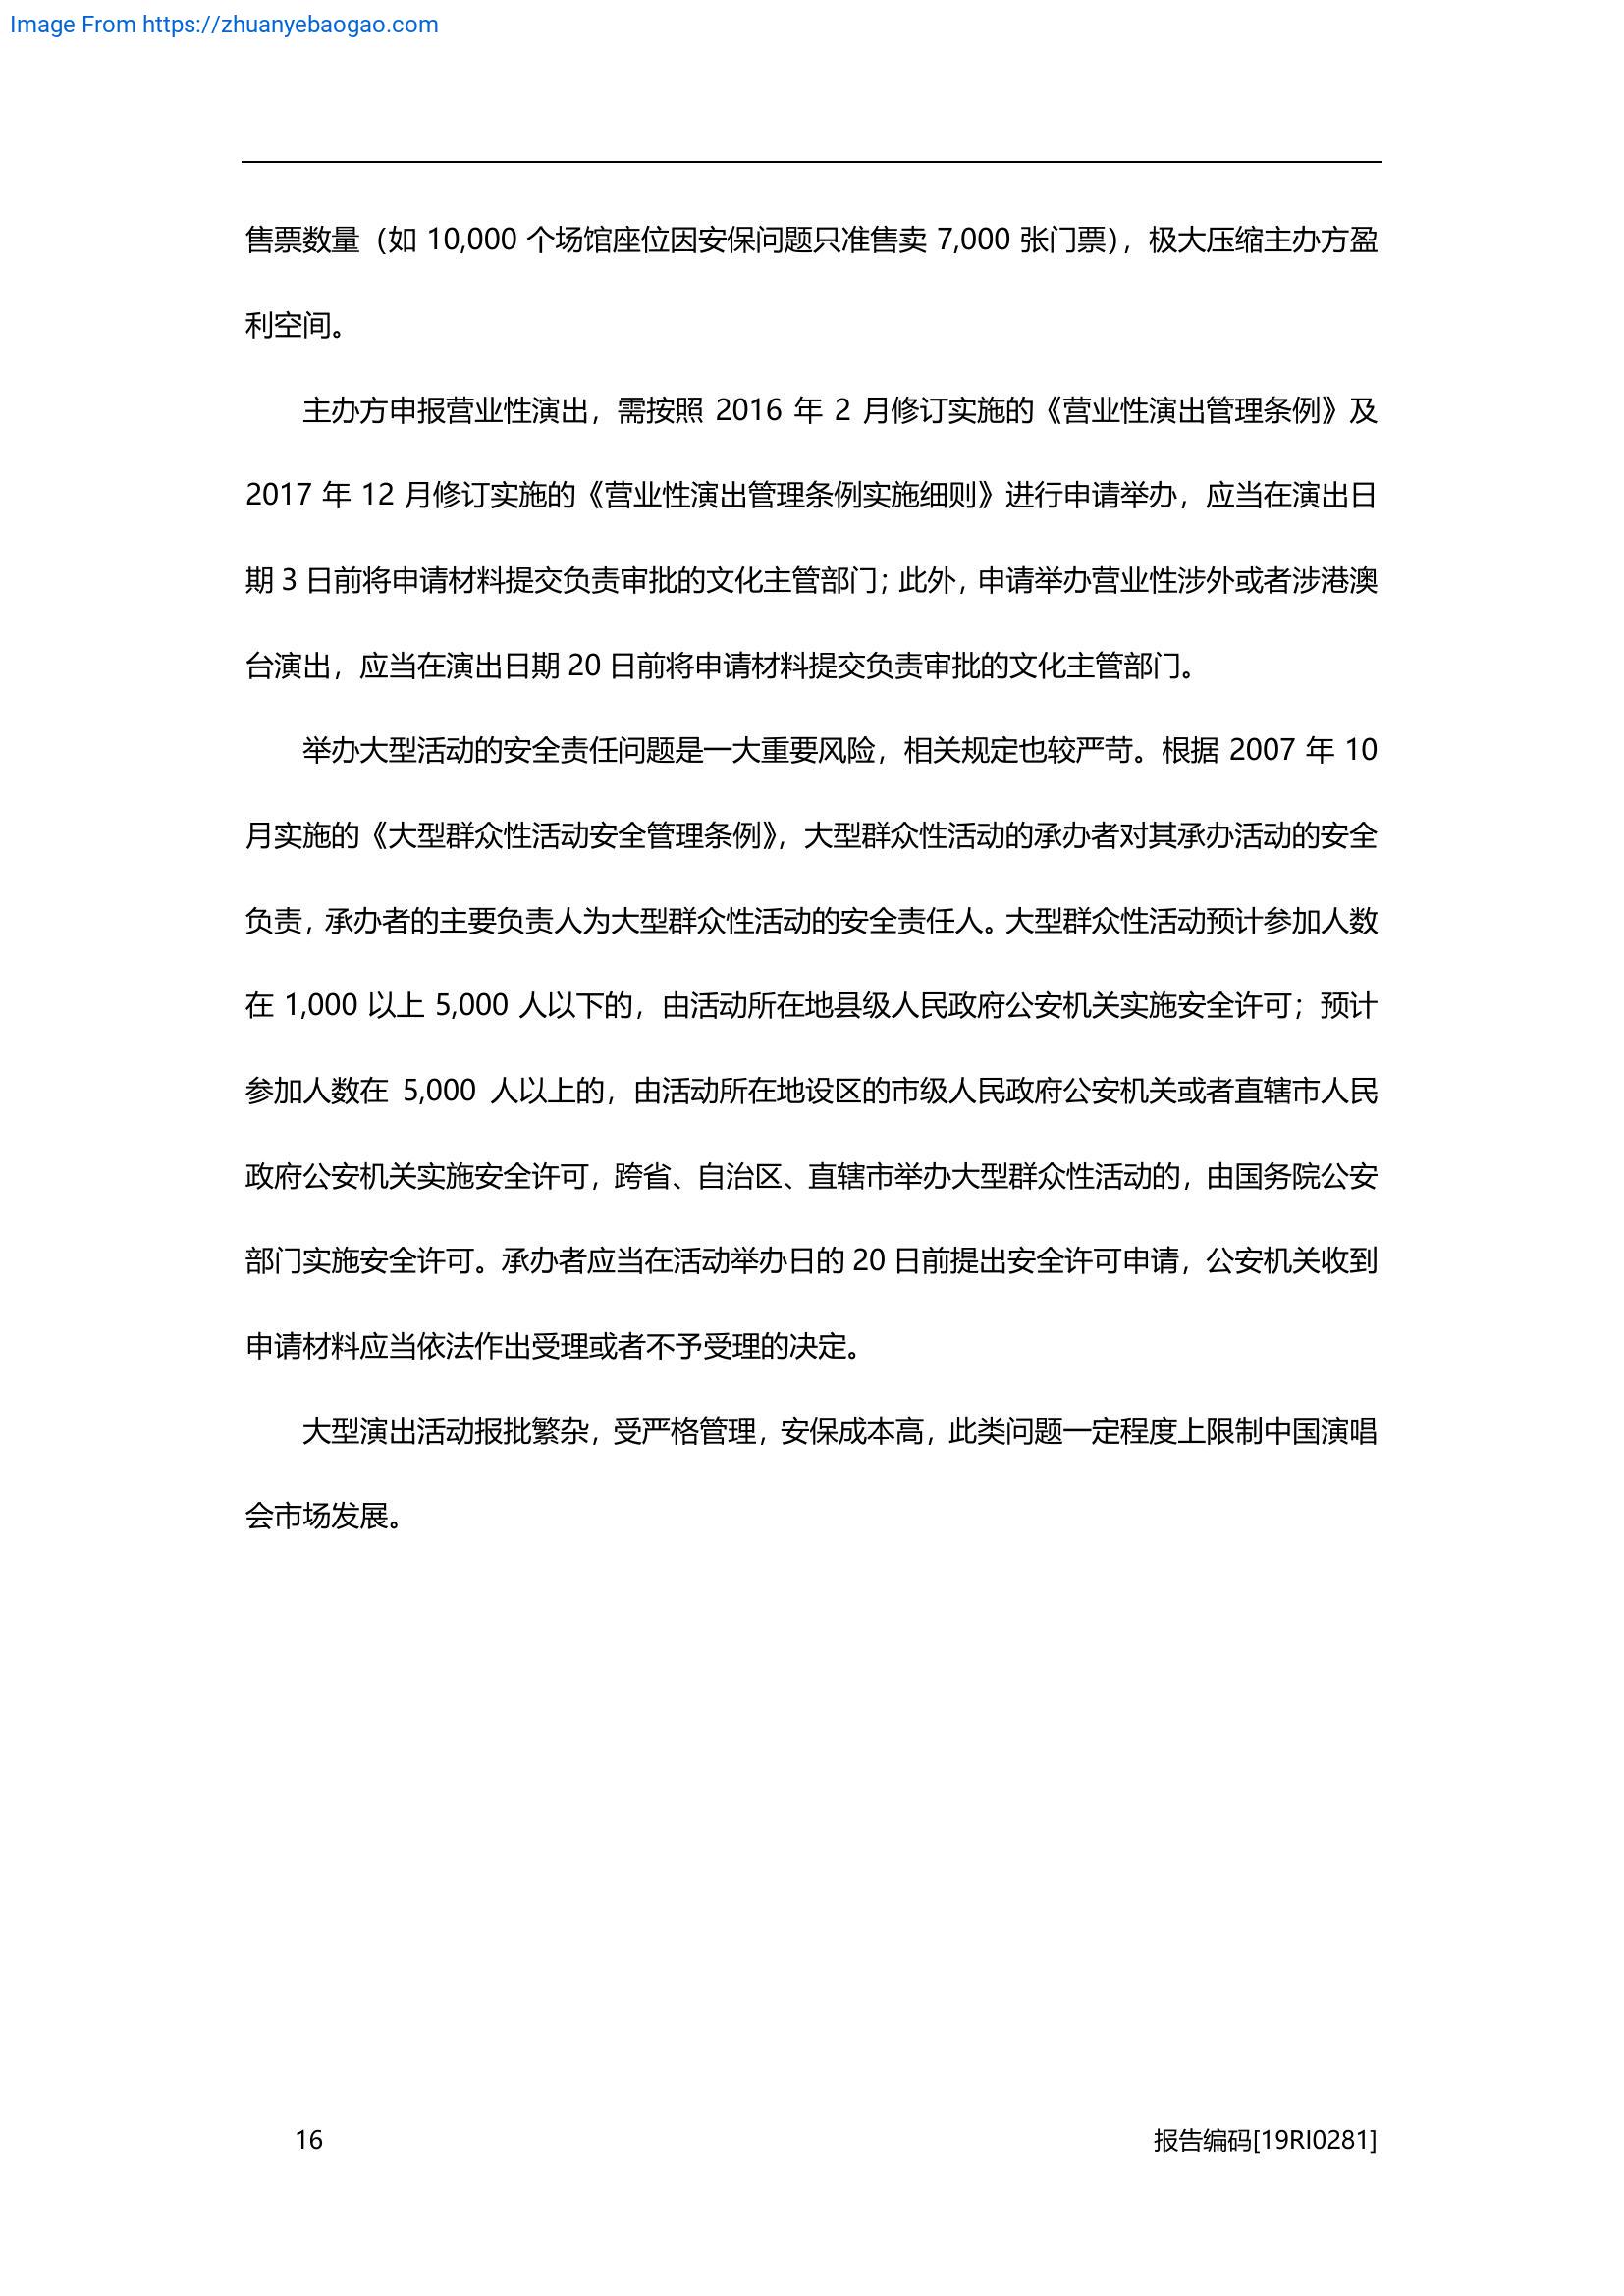 Image From https://zhuanyebaogao.com
售票数量（如 10,000 个场馆座位因安保问题只准售卖 7,000 张门票），极大压缩主办方盈
利空间。
主办方申报营业性演出，需按照 2016 年 2 月修订实施的《营业性演出管理条例》及
2017 年 12 月修订实施的《营业性演出管理条例实施细则》进行申请举办，应当在演出日
期 3 日前将申请材料提交负责审批的文化主管部门；此外，申请举办营业性涉外或者涉港澳
台演出，应当在演出日期 20 日前将申请材料提交负责审批的文化主管部门。
举办大型活动的安全责任问题是一大重要风险，相关规定也较严苛。根据 2007 年 10
月实施的《大型群众性活动安全管理条例》，大型群众性活动的承办者对其承办活动的安全
负责，承办者的主要负责人为大型群众性活动的安全责任人。大型群众性活动预计参加人数
在 1,000 以上 5,000 人以下的，由活动所在地县级人民政府公安机关实施安全许可；预计
参加人数在 5,000 人以上的，由活动所在地设区的市级人民政府公安机关或者直辖市人民
政府公安机关实施安全许可，跨省、自治区、直辖市举办大型群众性活动的，由国务院公安
部门实施安全许可。承办者应当在活动举办日的 20 日前提出安全许可申请，公安机关收到
申请材料应当依法作出受理或者不予受理的决定。
大型演出活动报批繁杂，受严格管理，安保成本高，此类问题一定程度上限制中国演唱
会市场发展。
16 报告编码[19RI0281]